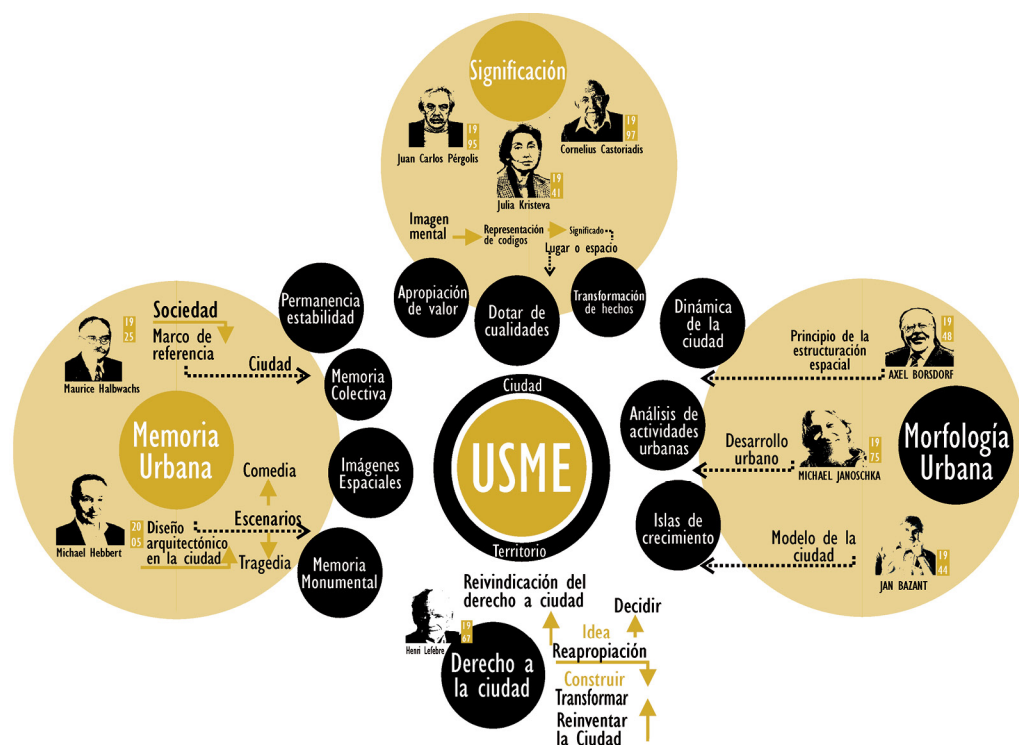 Significación
19
95
Juan Carlos Pérgolis
19
97
Cornelius Castoriadis
19
41
Julia Kristeva
Imagen
mental
Representación
de codigos
Significado
Lugar o espacio
Permanencia
estabilidad
Apropiación
de valor
Dotar de
cualidades
Transformación
de hechos
Dinámica
de la
ciudad
Sociedad
19
25
Marco de
referencia
Maurice Halbwachs
Ciudad
Memoria
Colectiva
Memoria
Urbana
Imágenes
Espaciales
Comedia
Escenarios
Tragedia
20
05
Diseño
arquitectónico
en la ciudad
Michael Hebbert
Memoria
Monumental
Ciudad
USME
Territorio
Principio de la
estructuración
espacial
19
48
AXEL BORSDORF
Análisis de
actividades
urbanas
Desarrollo
urbano
19
75
MICHAEL JANOSCHKA
Morfología
Urbana
Islas de
crecimiento
Modelo de la
ciudad
19
44
JAN BAZANT
Reivindicación del
derecho a ciudad
Decidir
19
67
Henri Lefebre
Idea
Reapropiación
Derecho a
la ciudad
Construir
Transformar
Reinventar
la Ciudad